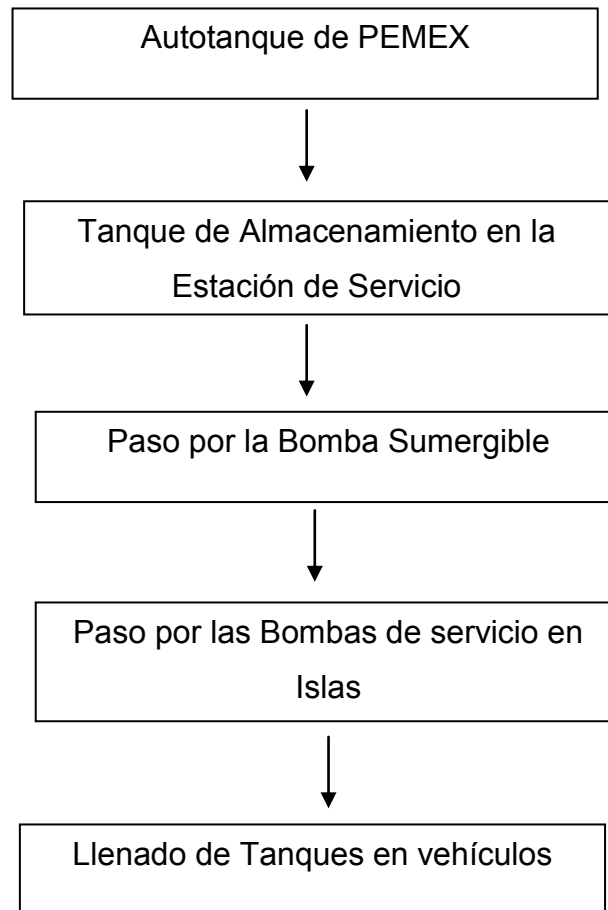 Autotanque de PEMEX
Tanque de Almacenamiento en la
Estación de Servicio
Paso por la Bomba Sumergible
Paso por las Bombas de servicio en
Islas
Llenado de Tanques en vehículos